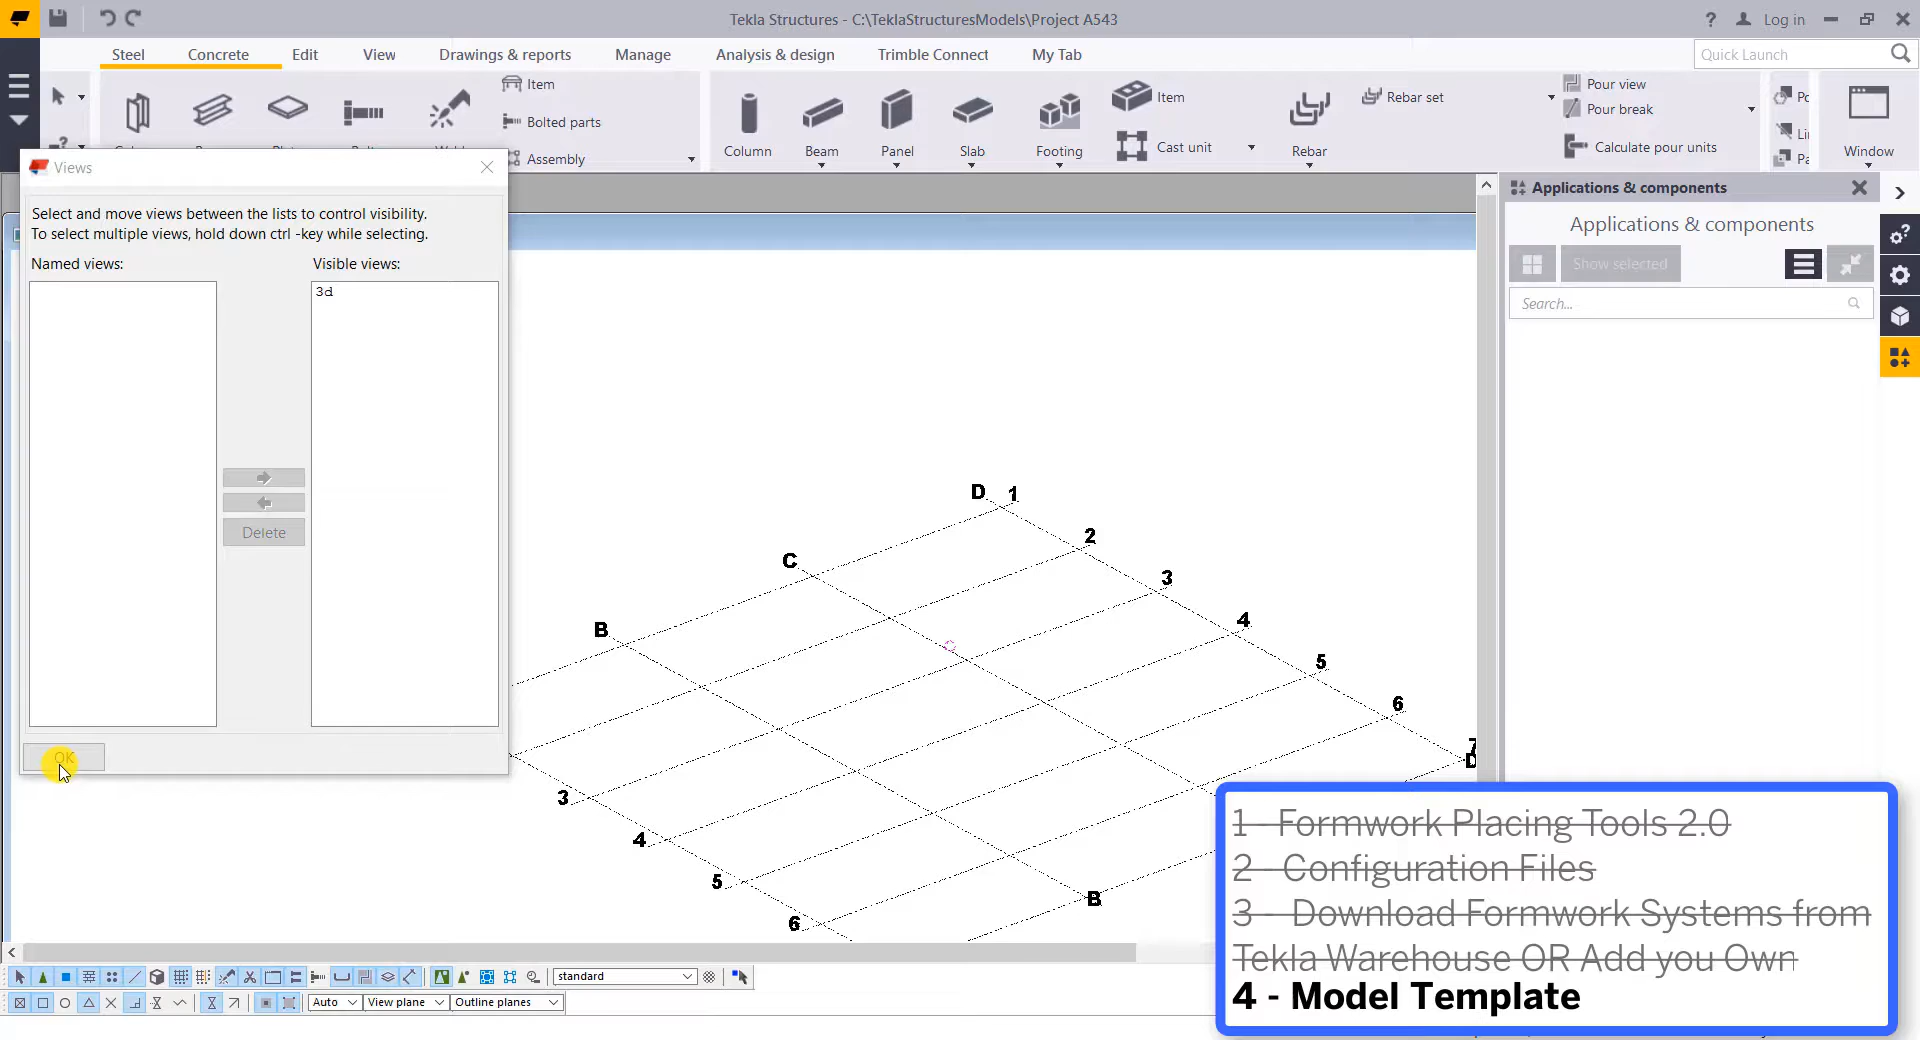 Tekla Structures - C:\TeklaStructuresModels\Project A543
? Log in
Steel Concrete Edit View Drawings & reports Manage Analysis & design Trimble Connect My Tab
Quick Launch
Item
Bolted parts
Assembly
Column
Beam
Panel
Slab
Footing
Item
Cast unit
Rebar
Rebar set
Pour view
Pour break
Calculate pour units
Window
Views
Select and move views between the lists to control visibility.
To select multiple views, hold down ctrl -key while selecting.
Named views:
Visible views:
3d
Delete
OK
Applications & components
Applications & components
Show selected
Search...
D 1
2
C
3
B
4
5
6
7
D
3
4
5
B
6
standard
Auto
View plane
Outline planes
1 - Formwork Placing Tools 2.0
2 - Configuration Files
3 - Download Formwork Systems from
Tekla Warehouse OR Add you Own
4 - Model Template